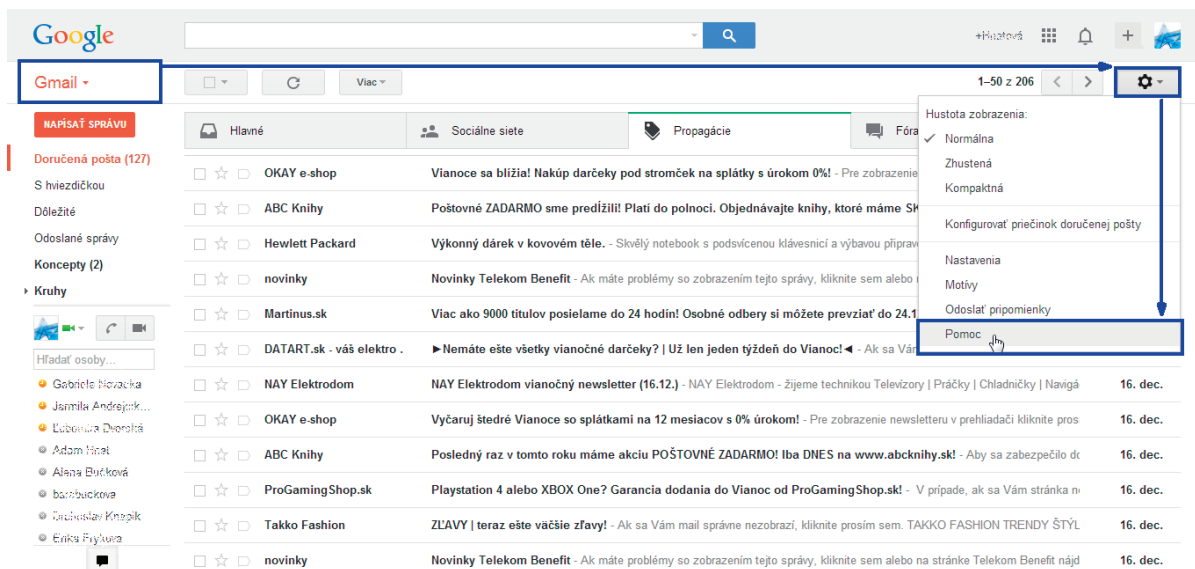 Google
Gmail
Viac
1–50 z 206
NAPÍSAŤ SPRÁVU
Doručená pošta (127)
S hviezdičkou
Dôležité
Odoslané správy
Koncepty (2)
Kruhy
Hľadať osoby...
Gabriela
Jarmila
Adam
Alena Bučková
barabuckova
Erika
Hlavné
Sociálne siete
Propagácie
Fóra
Hustota zobrazenia:
Normálna
Zhustená
Kompaktná
Konfigurovať priečinok doručenej pošty
Nastavenia
Motívy
Odoslať pripomienky
Pomoc
OKAY e-shop Vianoce sa blížia! Nakúp darčeky pod stromček na splátky s úrokom 0%! - Pre zobrazenie
ABC Knihy Poštovné ZADARMO sme predĺžili! Platí do polnoci. Objednávajte knihy, ktoré máme SK
Hewlett Packard Výkonný dárek v kovovém těle. - Skvělý notebook s podsvícenou klávesnicí a výbavou připrav
novinky Novinky Telekom Benefit - Ak máte problémy so zobrazením tejto správy, kliknite sem alebo
Martinus.sk Viac ako 9000 titulov posielame do 24 hodín! Osobné odbery si môžete prevziať do 24.1
DATART.sk - váš elektro . ►Nemáte ešte všetky vianočné darčeky? | Už len jeden týždeň do Vianoc!◄ - Ak sa Vám
NAY Elektrodom NAY Elektrodom vianočný newsletter (16.12.) - NAY Elektrodom - žijeme technikou Televízory | Práčky | Chladničky | Navigá 16. dec.
OKAY e-shop Vyčaruj štedré Vianoce so splátkami na 12 mesiacov s 0% úrokom! - Pre zobrazenie newsletteru v prehliadači kliknite pros 16. dec.
ABC Knihy Posledný raz v tomto roku máme akciu POŠTOVNÉ ZADARMO! Iba DNES na www.abcknihy.sk! - Aby sa zabezpečilo do 16. dec.
ProGamingShop.sk Playstation 4 alebo XBOX One? Garancia dodania do Vianoc od ProGamingShop.sk! - V prípade, ak sa Vám stránka n 16. dec.
Takko Fashion ZĽAVY | teraz ešte väčšie zľavy! - Ak sa Vám mail správne nezobrazí, kliknite prosím sem. TAKKO FASHION TRENDY ŠTÝL 16. dec.
novinky Novinky Telekom Benefit - Ak máte problémy so zobrazením tejto správy, kliknite sem alebo na stránke Telekom Benefit nájd 16. dec.